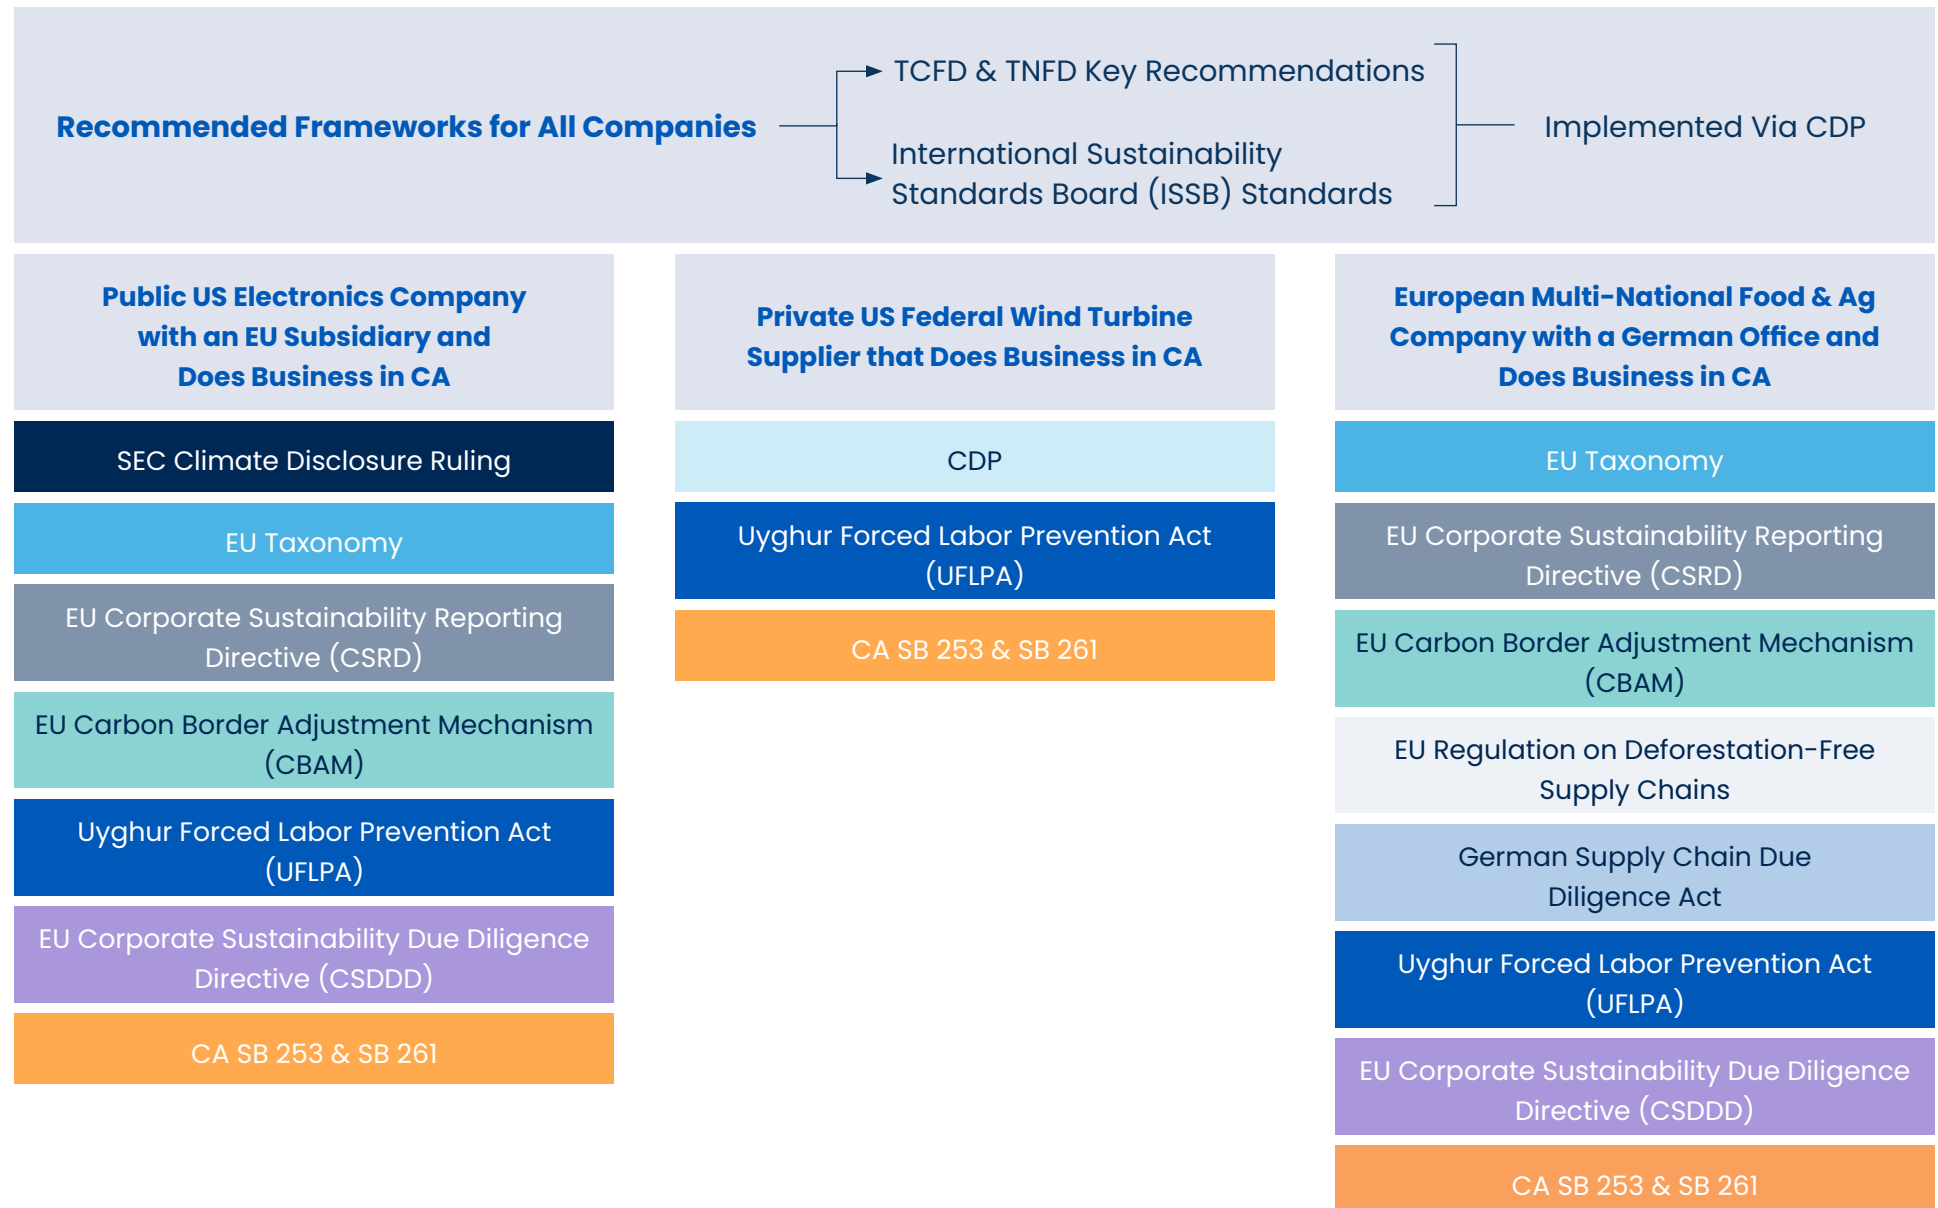 Recommended Frameworks for All Companies
TCFD & TNFD Key Recommendations
International Sustainability
Standards Board (ISSB) Standards
Implemented Via CDP
Public US Electronics Company
with an EU Subsidiary and
Does Business in CA
SEC Climate Disclosure Ruling
EU Taxonomy
EU Corporate Sustainability Reporting
Directive (CSRD)
EU Carbon Border Adjustment Mechanism
(CBAM)
Uyghur Forced Labor Prevention Act
(UFLPA)
EU Corporate Sustainability Due Diligence
Directive (CSDDD)
CA SB 253 & SB 261
Private US Federal Wind Turbine
Supplier that Does Business in CA
CDP
Uyghur Forced Labor Prevention Act
(UFLPA)
CA SB 253 & SB 261
European Multi-National Food & Ag
Company with a German Office and
Does Business in CA
EU Taxonomy
EU Corporate Sustainability Reporting
Directive (CSRD)
EU Carbon Border Adjustment Mechanism
(CBAM)
EU Regulation on Deforestation-Free
Supply Chains
German Supply Chain Due
Diligence Act
Uyghur Forced Labor Prevention Act
(UFLPA)
EU Corporate Sustainability Due Diligence
Directive (CSDDD)
CA SB 253 & SB 261